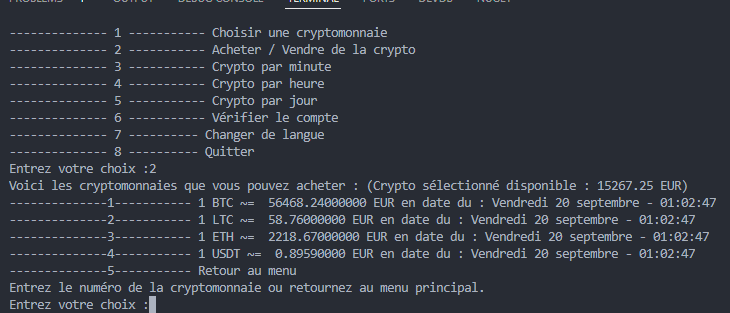 PROBLEMS OUTPUT DEBUG CONSOLE TERMINAL PORTS DEVDB NUGET
--------------- 1 ----------- Choisir une cryptomonnaie
--------------- 2 ----------- Acheter / Vendre de la crypto
--------------- 3 ----------- Crypto par minute
--------------- 4 ----------- Crypto par heure
--------------- 5 ----------- Crypto par jour
--------------- 6 ----------- Vérifier le compte
--------------- 7 ---------- Changer de langue
--------------- 8 ---------- Quitter
Entrez votre choix :2
Voici les cryptomonnaies que vous pouvez acheter : (Crypto sélectionné disponible : 15267.25 EUR)
---------------1----------- 1 BTC ~=  56468.24000000 EUR en date du : Vendredi 20 septembre - 01:02:47
---------------2----------- 1 LTC ~=  58.76000000 EUR en date du : Vendredi 20 septembre - 01:02:47
---------------3----------- 1 ETH ~=  2218.67000000 EUR en date du : Vendredi 20 septembre - 01:02:47
---------------4----------- 1 USDT ~=  0.89590000 EUR en date du : Vendredi 20 septembre - 01:02:47
---------------5----------- Retour au menu
Entrez le numéro de la cryptomonnaie ou retournez au menu principal.
Entrez votre choix :